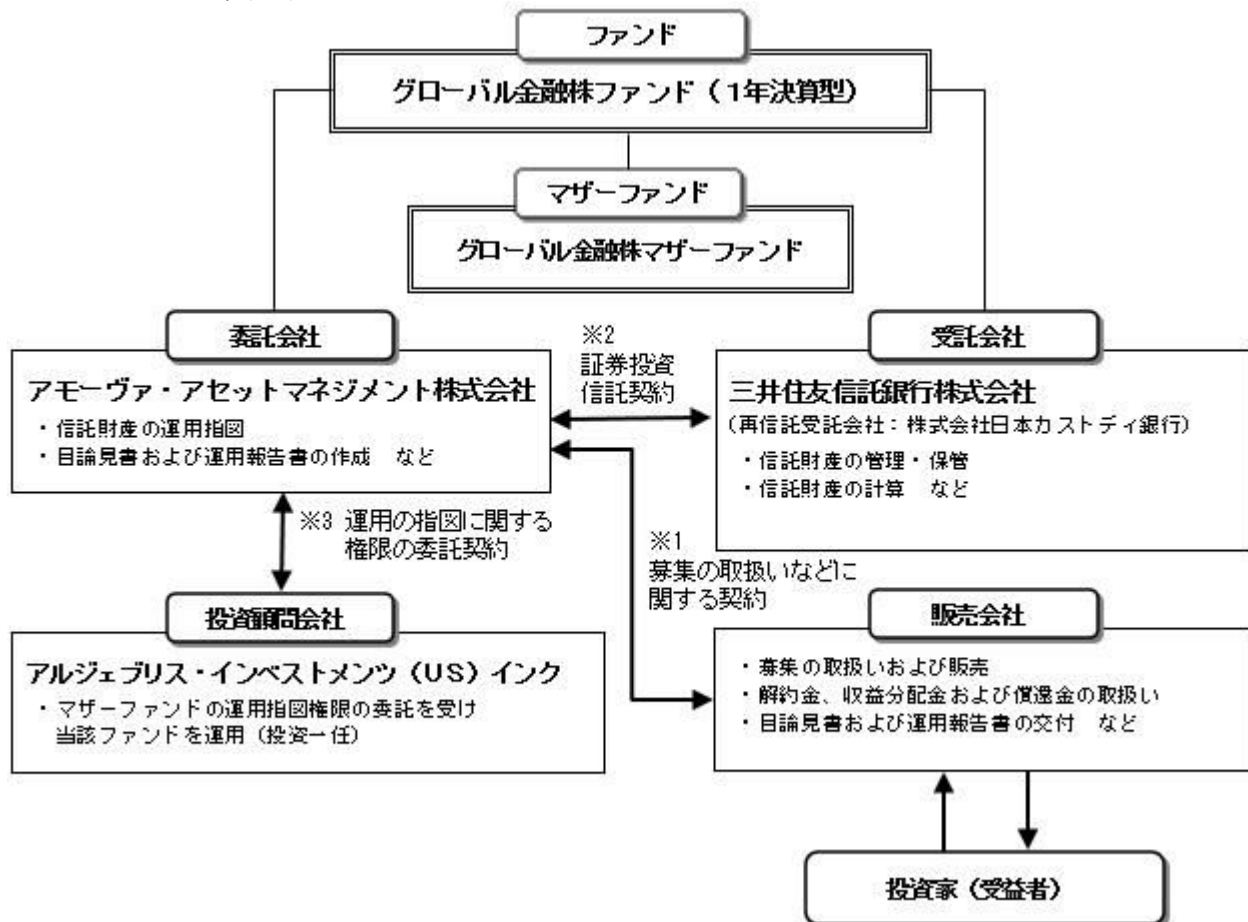 ファンド
グローバル金融株ファンド（１年決算型）
マザーファンド
グローバル金融株マザーファンド
委託会社
アモーヴァ・アセットマネジメント株式会社
・信託財産の運用指図
・目論見書および運用報告書の作成　など
※2
証券投資
信託契約
受託会社
三井住友信託銀行株式会社
（再信託受託会社：株式会社日本カストディ銀行）
・信託財産の管理・保管
・信託財産の計算　など
※3 運用の指図に関する
権限の委託契約
※1
募集の取扱いなどに
関する契約
投資顧問会社
アルジェブリス・インベストメンツ（ＵＳ）インク
・マザーファンドの運用指図権限の委託を受け
当該ファンドを運用（投資一任）
販売会社
・募集の取扱いおよび販売
・解約金、収益分配金および償還金の取扱い
・目論見書および運用報告書の交付　など
投資家（受益者）